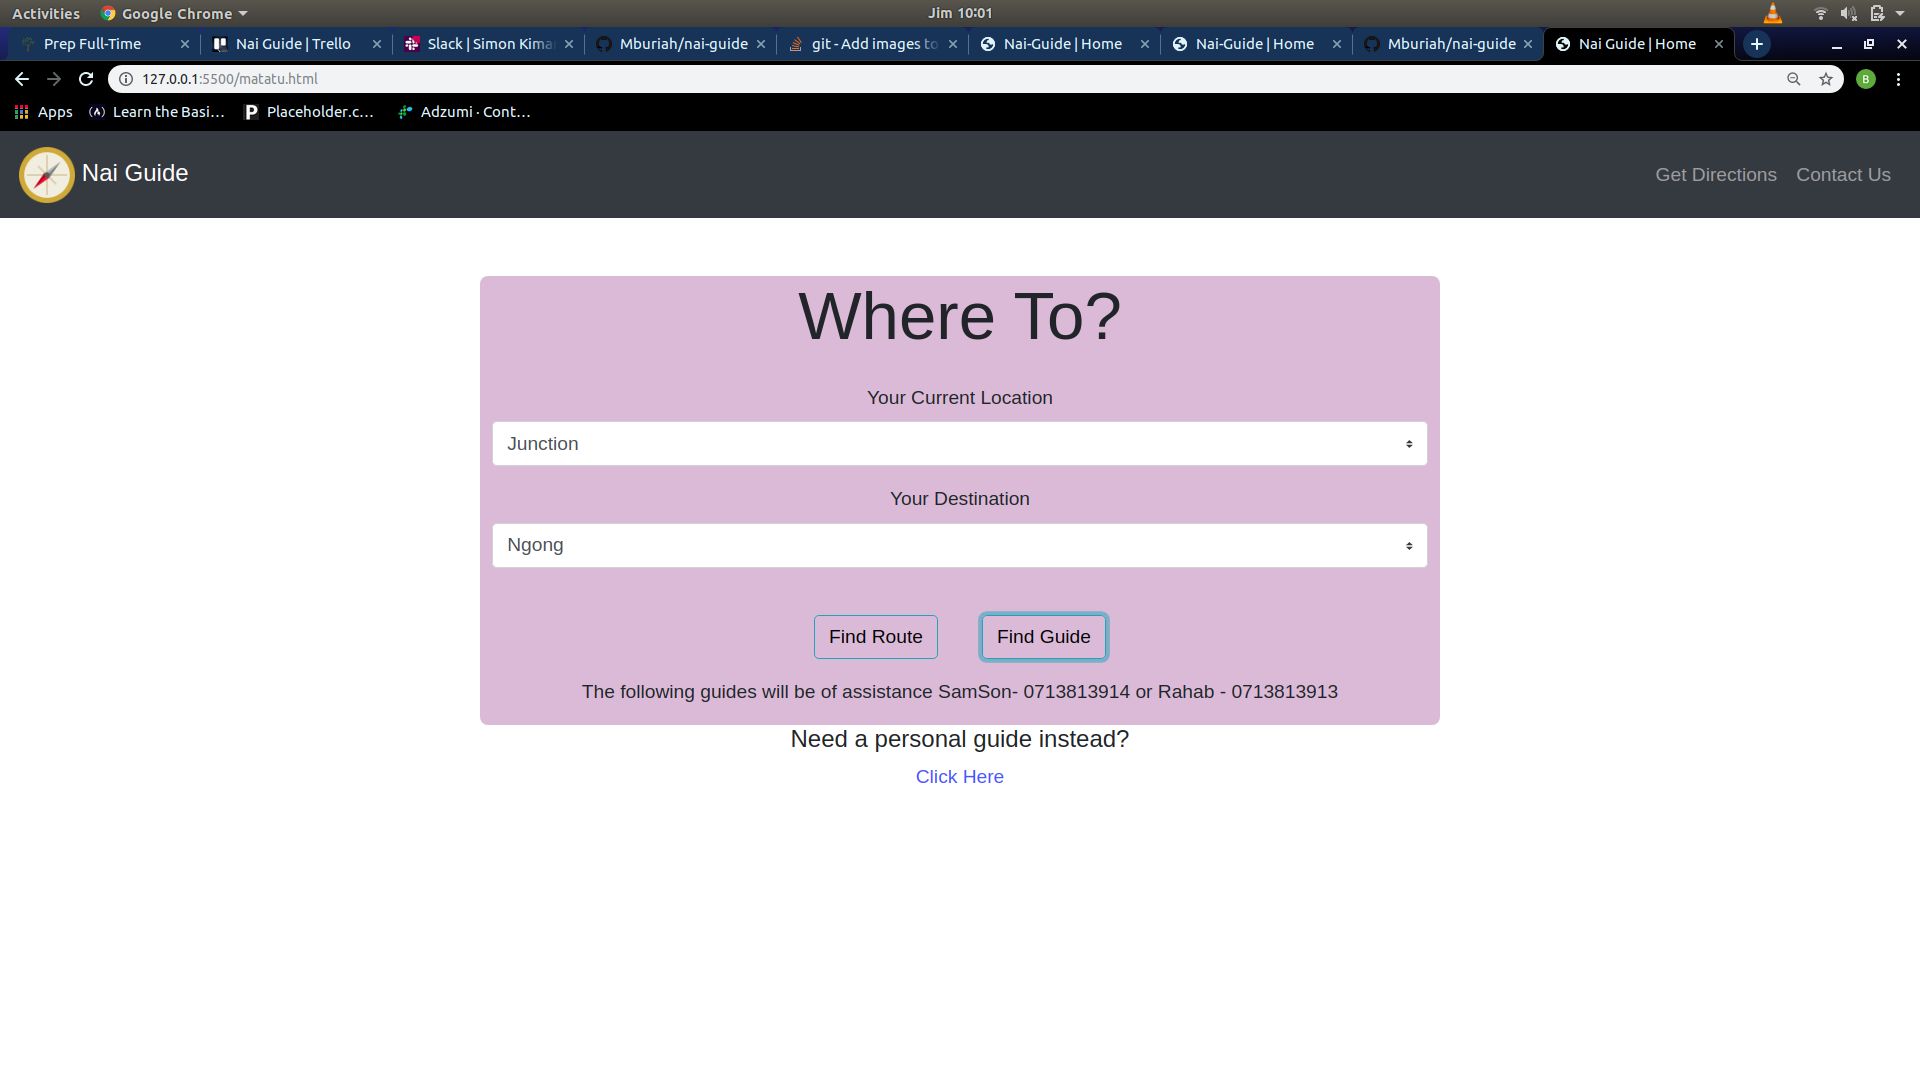 Activities Google Chrome Jim 10:01
Prep Full-Time Nai Guide | Trello Slack | Simon Kima Mburiah/nai-guide git - Add images to Nai-Guide | Home Nai-Guide | Home Mburiah/nai-guide Nai Guide | Home
127.0.0.1:5500/matatu.html B
Apps Learn the Basi... Placeholder.c... Adzumi · Cont...
Nai Guide Get Directions Contact Us
Where To?
Your Current Location
Junction
Your Destination
Ngong
Find Route Find Guide
The following guides will be of assistance SamSon- 0713813914 or Rahab - 0713813913
Need a personal guide instead?
Click Here